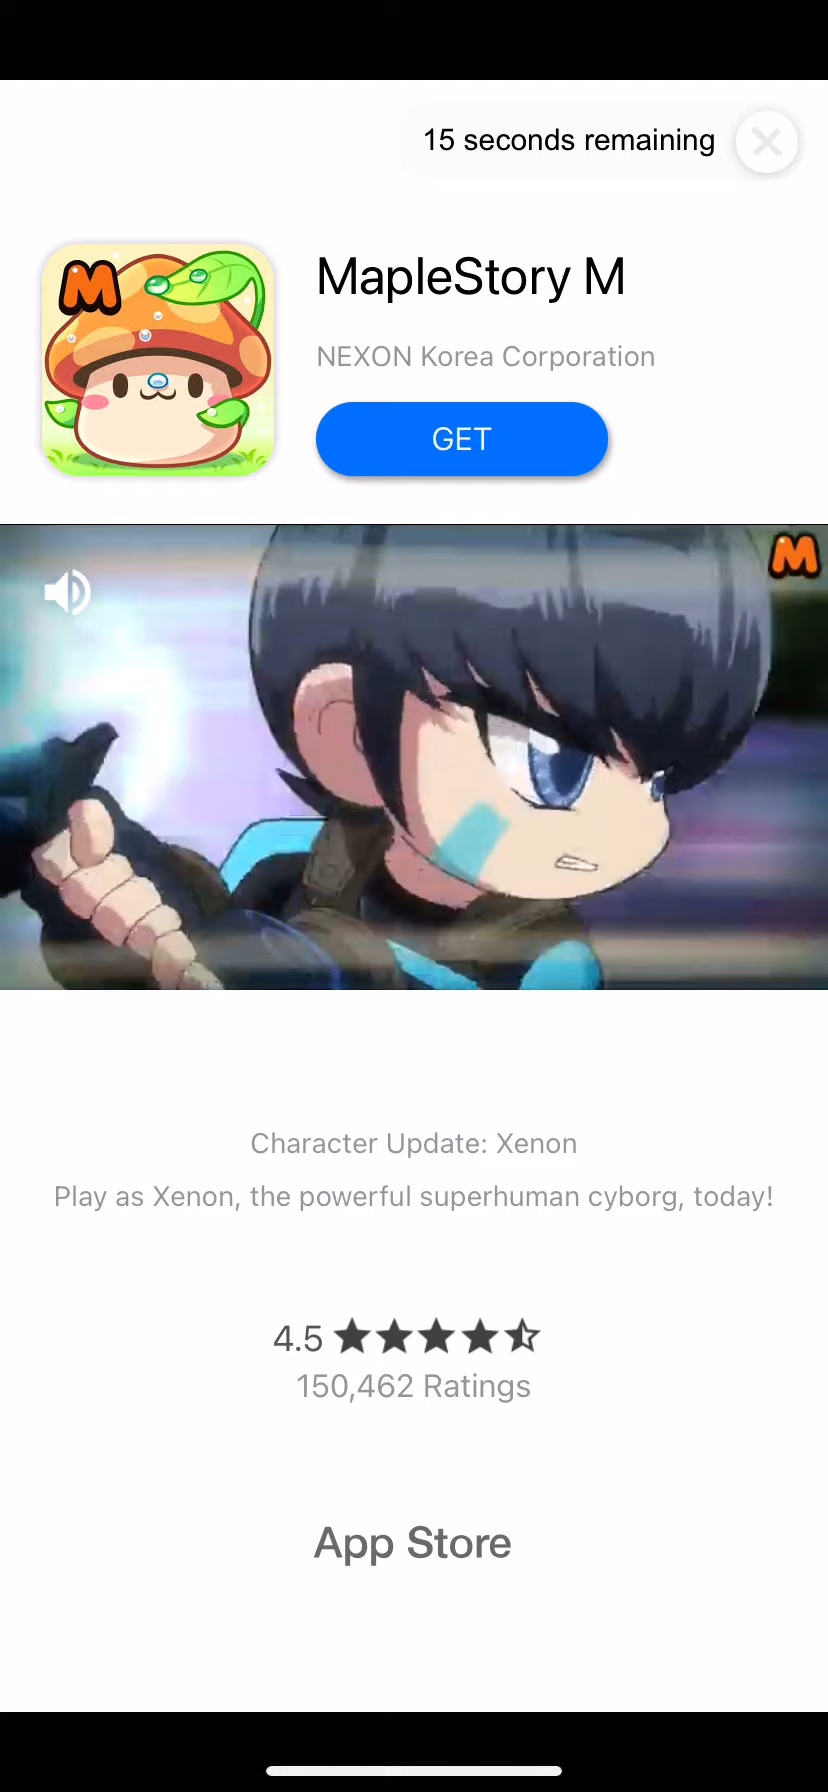 15 seconds remaining
M
MapleStory M
NEXON Korea Corporation
GET
M
Character Update: Xenon
Play as Xenon, the powerful superhuman cyborg, today!
4.5
150,462 Ratings
App Store